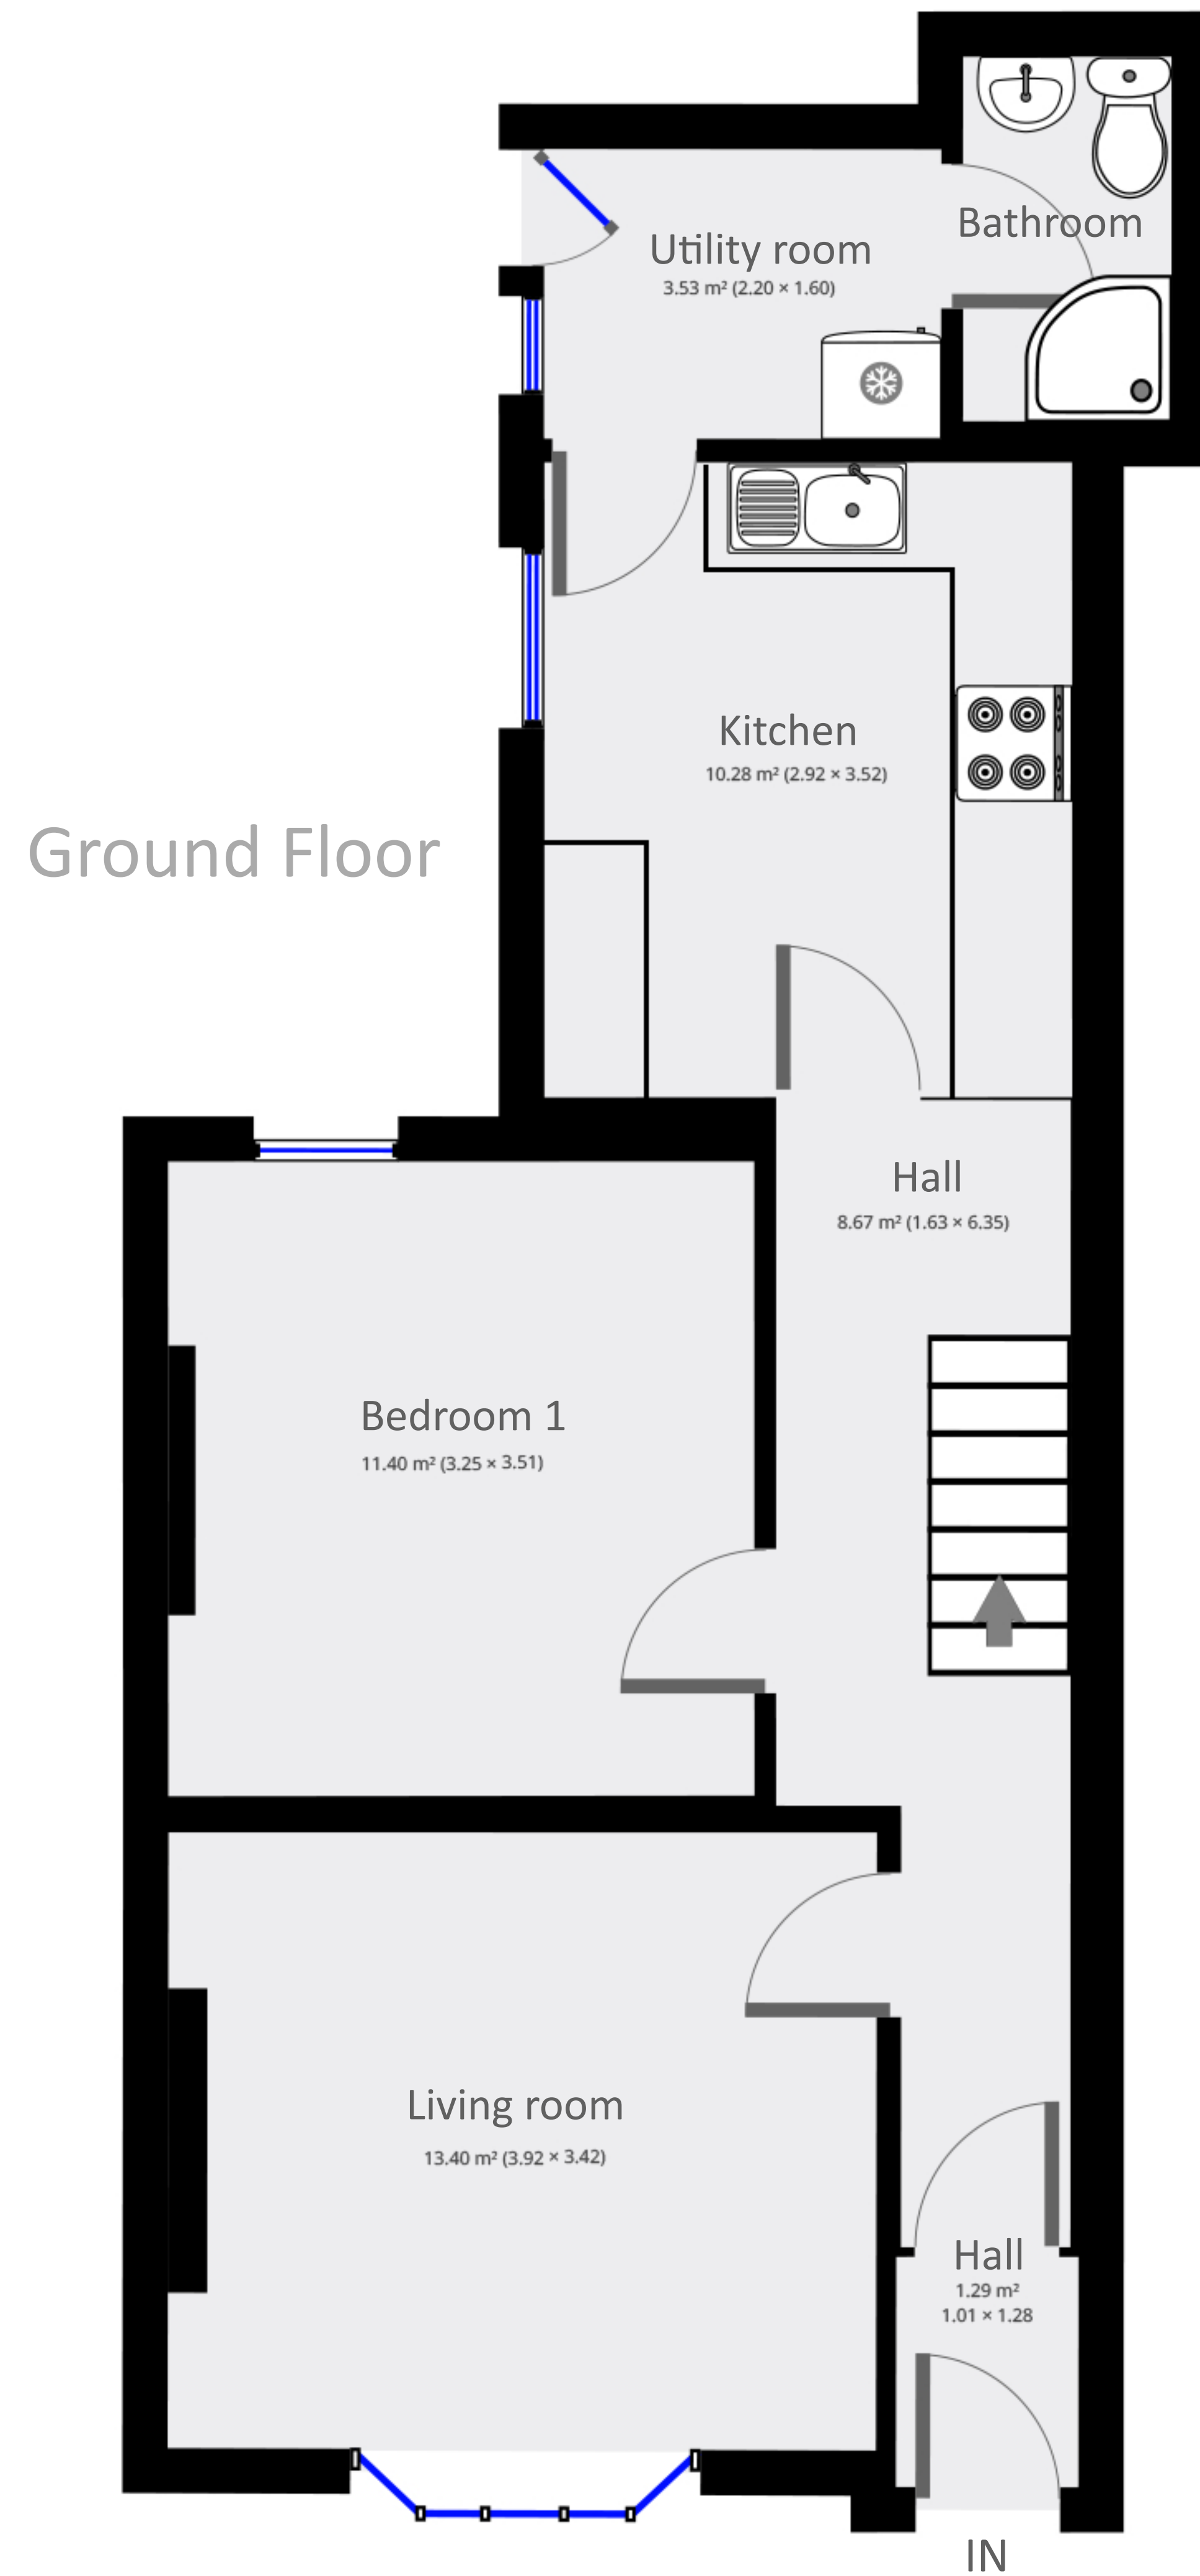 Bathroom
Utility room
3.53 m² (2.20 × 1.60)
Kitchen
10.28 m² (2.92 × 3.52)
Ground Floor
Hall
8.67 m² (1.63 × 6.35)
Bedroom 1
11.40 m² (3.25 × 3.51)
Living room
13.40 m² (3.92 × 3.42)
Hall
1.29 m²
1.01 × 1.28
IN